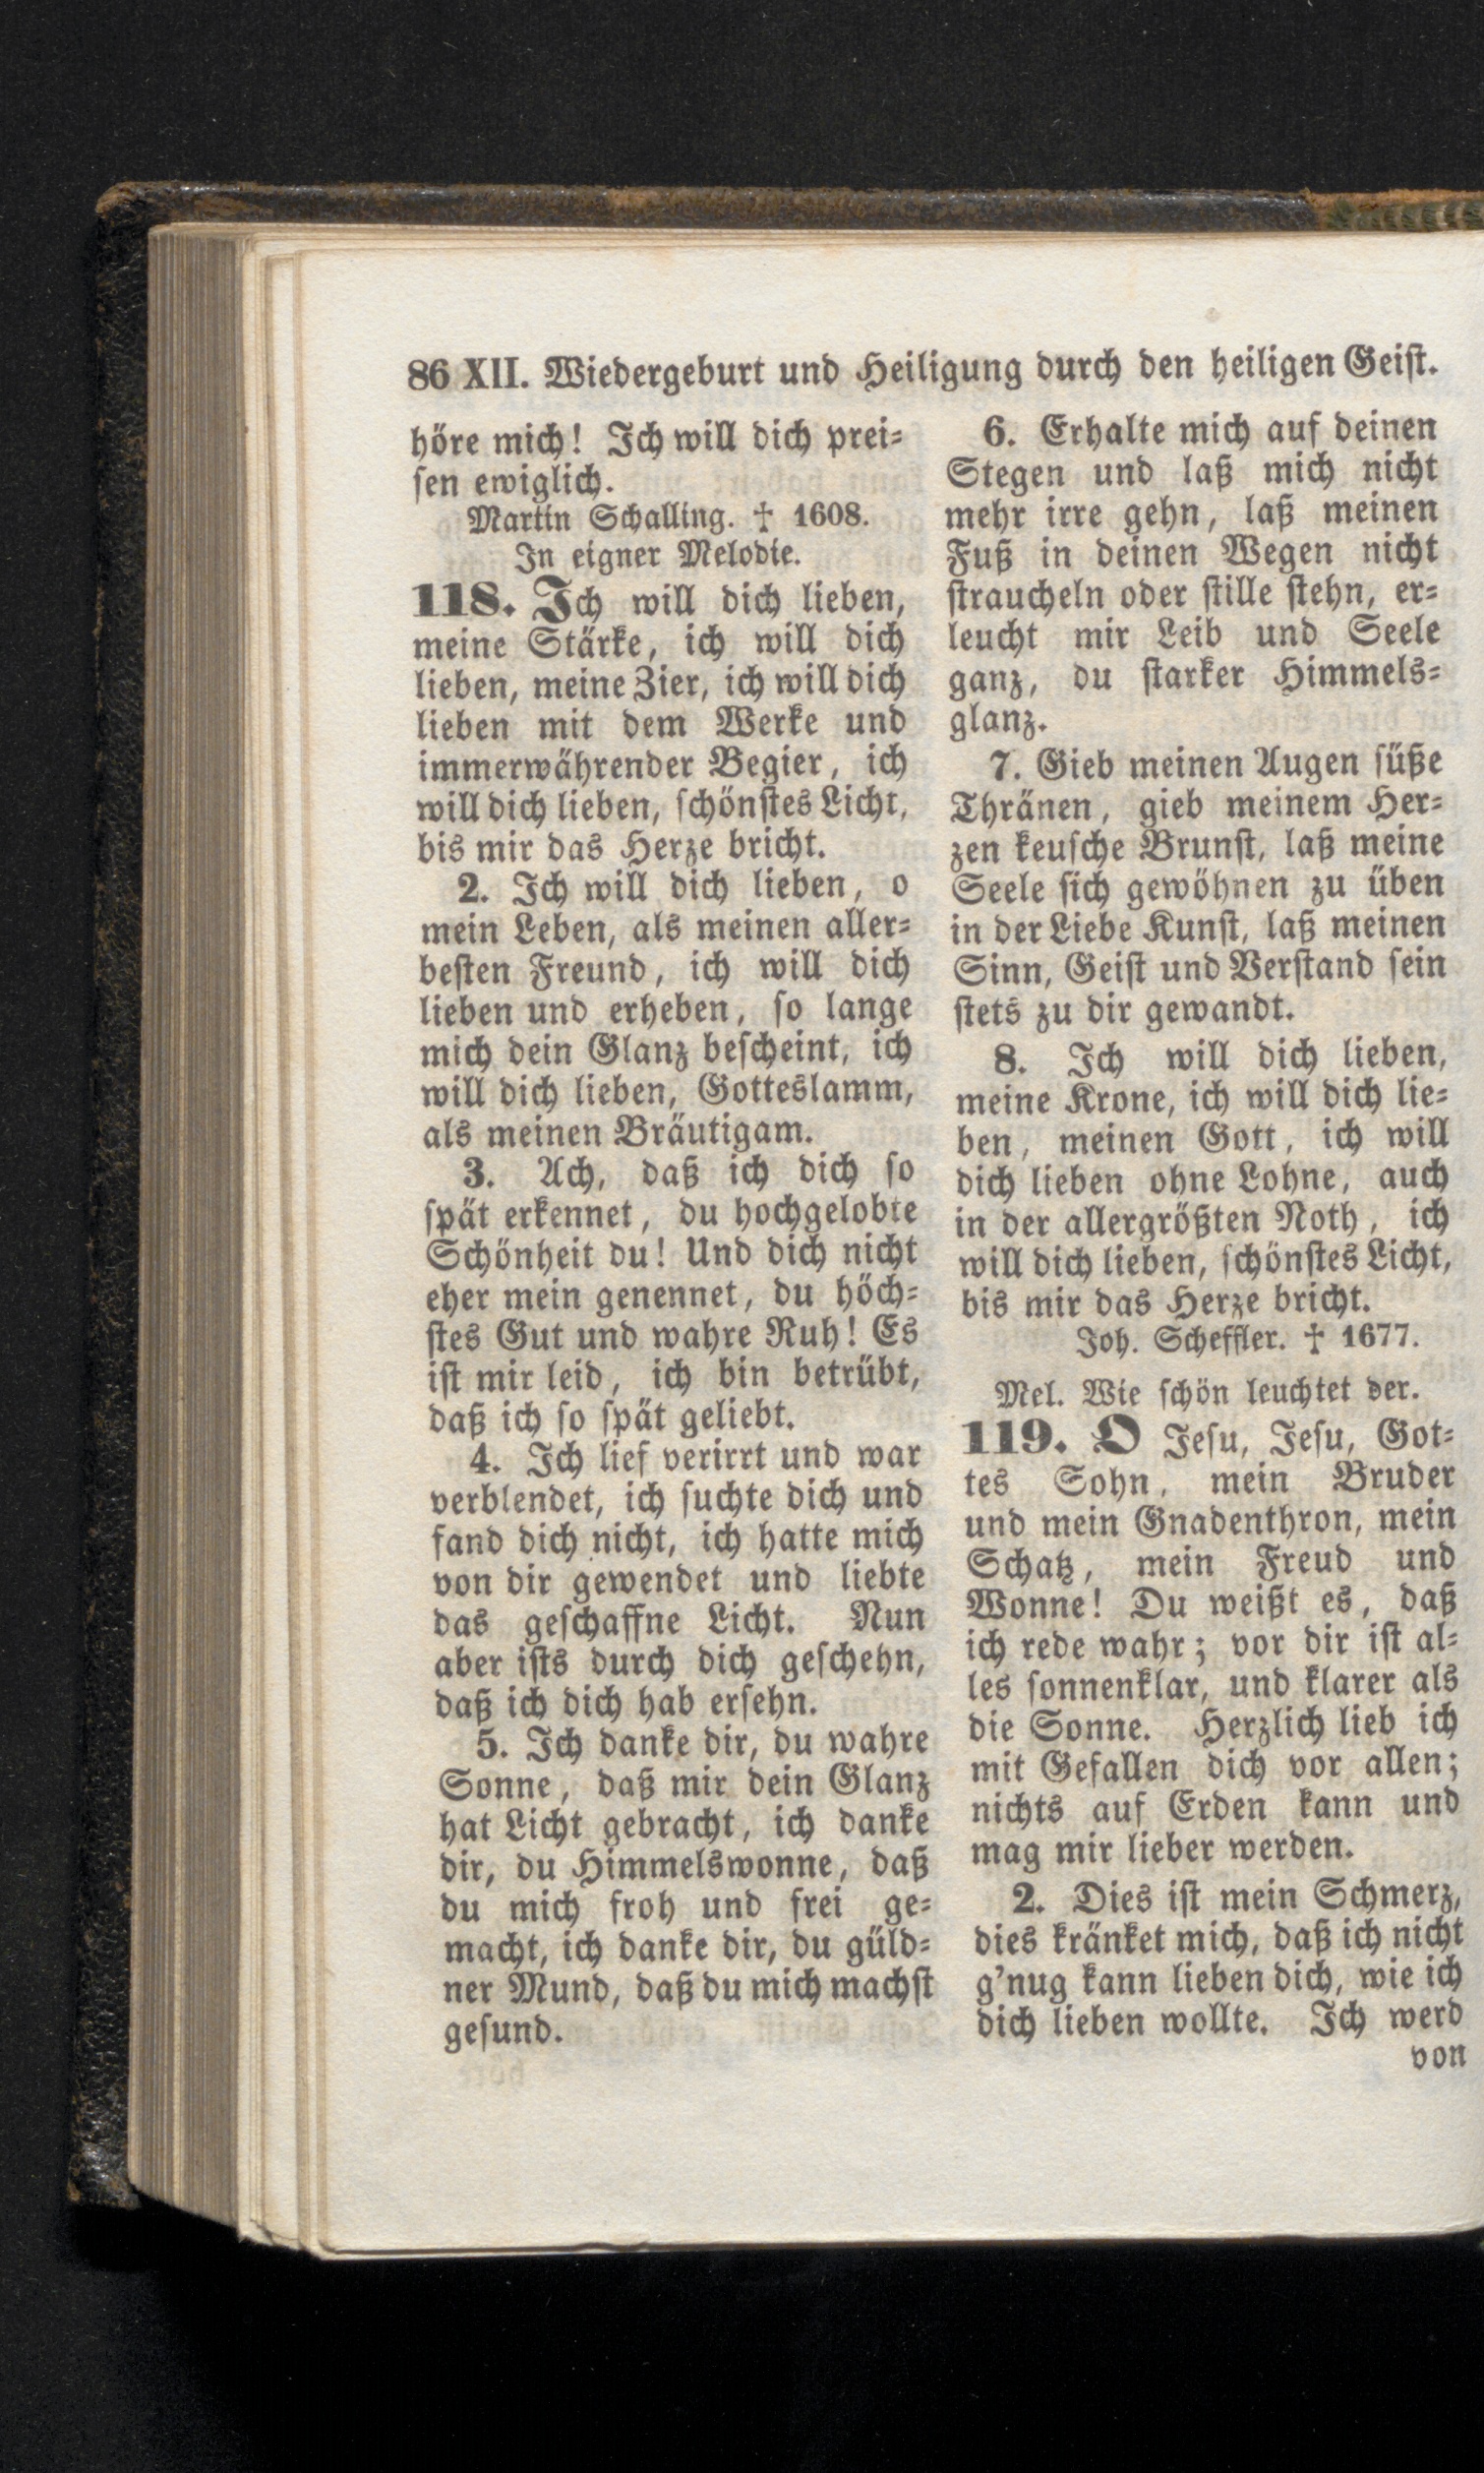 86 XII. Wiedergeburt und Heiligung durch den heiligen Geist.
höre mich! Ich will dich prei⸗
sen ewiglich.
Martin Schalling. † 1608.
In eigner Melodie.
118. Ich will dich lieben,
meine Stärke, ich will dich
lieben, meine Zier, ich will dich
lieben mit dem Werke und
immerwährender Begier, ich
will dich lieben, schönstes Licht,
bis mir das Herze bricht.
2. Ich will dich lieben, o
mein Leben, als meinen aller⸗
besten Freund, ich will dich
lieben und erheben, so lange
mich dein Glanz bescheint, ich
will dich lieben, Gotteslamm,
als meinen Bräutigam.
3. Ach, daß ich dich so
spät erkennet, du hochgelobte
Schönheit du! Und dich nicht
eher mein genennet, du höch⸗
stes Gut und wahre Ruh! Es
ist mir leid, ich bin betrübt,
daß ich so spät geliebt.
4. Ich lief verirrt und war
verblendet, ich suchte dich und
fand dich nicht, ich hatte mich
von dir gewendet und liebte
das geschaffne Licht. Nun
aber ists durch dich geschehn,
daß ich dich hab ersehn.
5. Ich danke dir, du wahre
Sonne, daß mir dein Glanz
hat Licht gebracht, ich danke
dir, du Himmelswonne, daß
du mich froh und frei ge⸗
macht, ich danke dir, du güld⸗
ner Mund, daß du mich machst
gesund.
6. Erhalte mich auf deinen
Stegen und laß mich nicht
mehr irre gehn, laß meinen
Fuß in deinen Wegen nicht
straucheln oder stille stehn, er⸗
leucht mir Leib und Seele
ganz, du starker Himmels⸗
glanz.
7. Gieb meinen Augen süße
Thränen, gieb meinem Her⸗
zen keusche Brunst, laß meine
Seele sich gewöhnen zu üben
in der Liebe Kunst, laß meinen
Sinn, Geist und Verstand sein
stets zu dir gewandt.
8. Ich will dich lieben,
meine Krone, ich will dich lie⸗
ben, meinen Gott, ich will
dich lieben ohne Lohne, auch
in der allergrößten Noth, ich
will dich lieben, schönstes Licht,
bis mir das Herze bricht.
Joh. Scheffler. † 1677.
Mel. Wie schön leuchtet der.
119. O Jesu, Jesu, Got⸗
tes Sohn, mein Bruder
und mein Gnadenthron, mein
Schatz, mein Freud und
Wonne! Du weißt es, daß
ich rede wahr; vor dir ist al⸗
les sonnenklar, und klarer als
die Sonne. Herzlich lieb ich
mit Gefallen dich vor allen;
nichts auf Erden kann und
mag mir lieber werden.
2. Dies ist mein Schmerz,
dies kränket mich, daß ich nicht
g'nug kann lieben dich, wie ich
dich lieben wollte. Ich werd
von